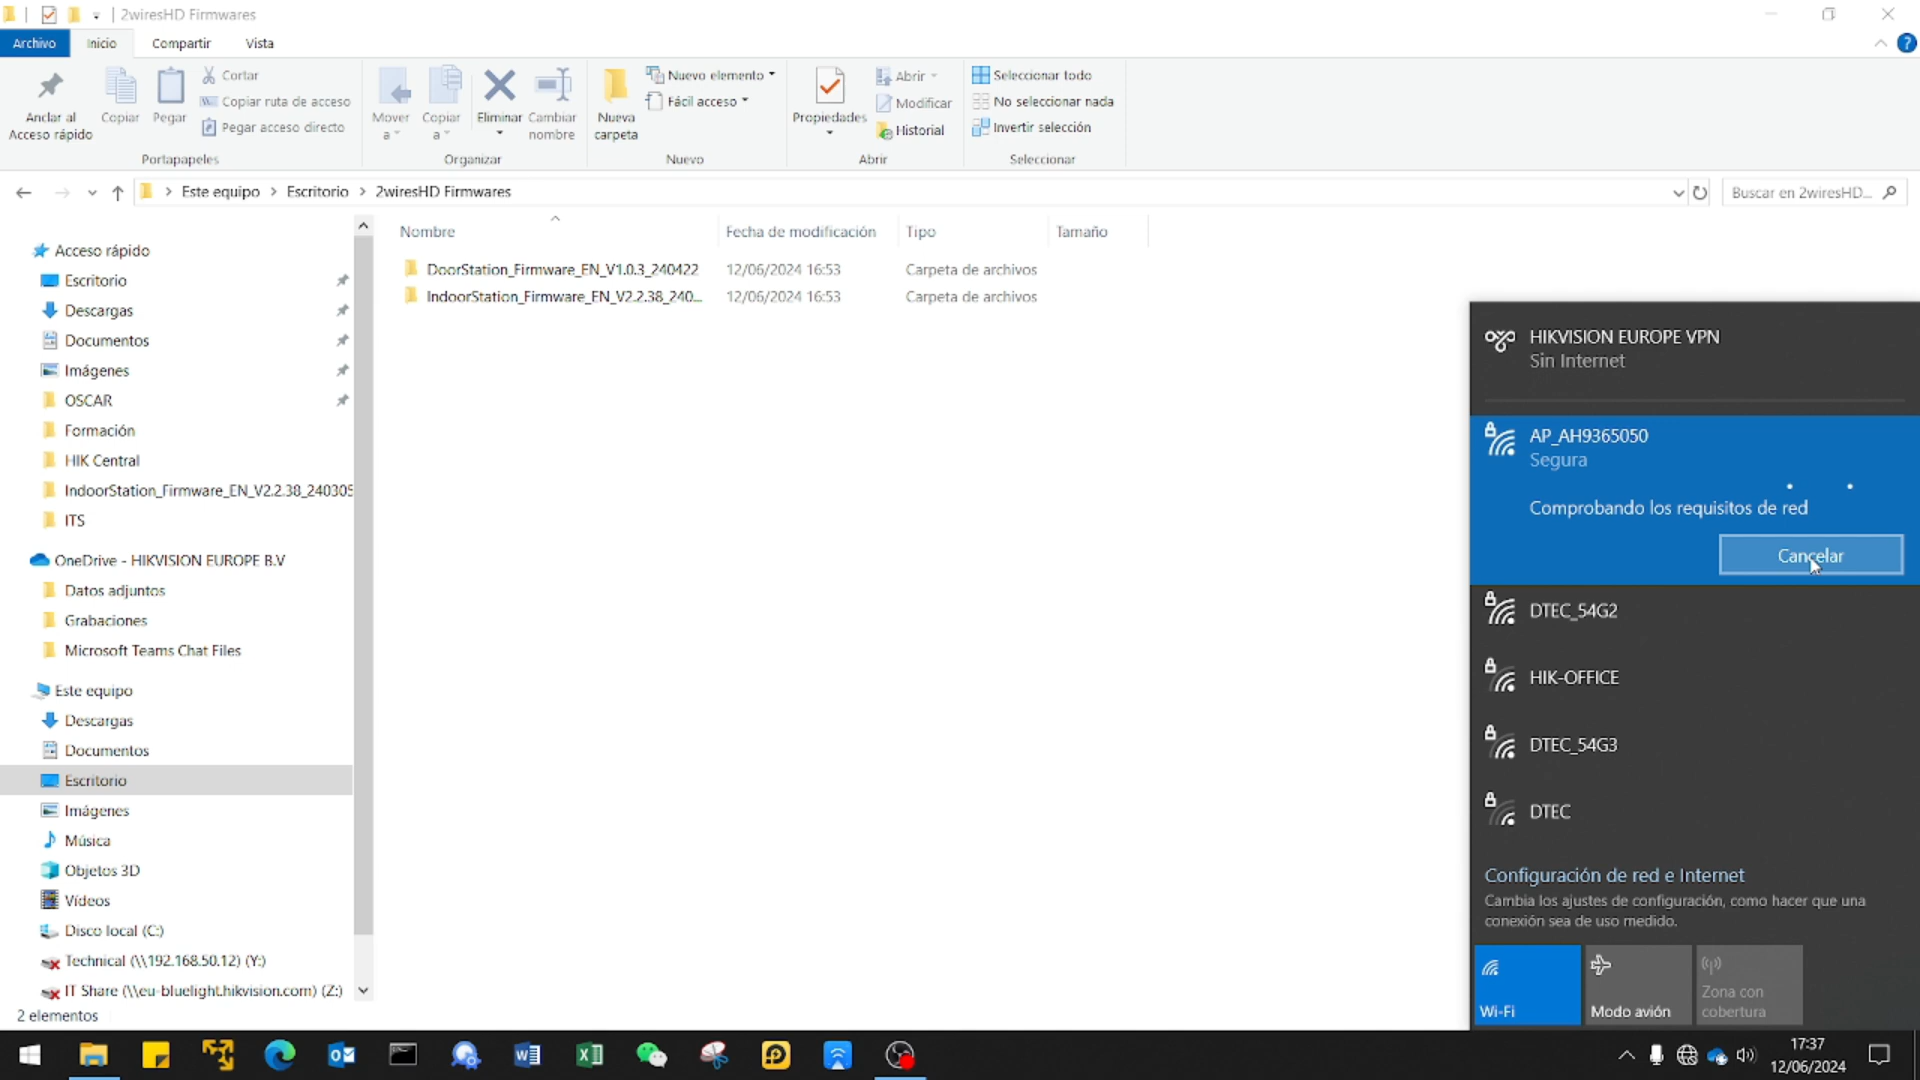 2wiresHD Firmwares
Archivo
Inicio
Compartir
Vista
Anclar al
Acceso rápido
Copiar
Pegar
Cortar
Copiar ruta de acceso
Pegar acceso directo
Portapapeles
Mover
a
Copiar
a
Eliminar
Cambiar
nombre
Organizar
Nueva
carpeta
Nuevo elemento
Fácil acceso
Nuevo
Propiedades
Abrir
Modificar
Historial
Abrir
Seleccionar todo
No seleccionar nada
Invertir selección
Seleccionar
Este equipo > Escritorio > 2wiresHD Firmwares
Buscar en 2wiresHD...
Nombre
Fecha de modificación
Tipo
Tamaño
DoorStation_Firmware_EN_V1.0.3_240422 12/06/2024 16:53 Carpeta de archivos
IndoorStation_Firmware_EN_V2.2.38_240... 12/06/2024 16:53 Carpeta de archivos
Acceso rápido
Escritorio
Descargas
Documentos
Imágenes
OSCAR
Formación
HIK Central
IndoorStation_Firmware_EN_V2.2.38_240305
ITS
OneDrive - HIKVISION EUROPE B.V
Datos adjuntos
Grabaciones
Microsoft Teams Chat Files
Este equipo
Descargas
Documentos
Escritorio
Imágenes
Música
Objetos 3D
Vídeos
Disco local (C:)
Technical (\\192.168.50.12) (Y:)
IT Share (\\eu-bluelight.hikvision.com) (Z:)
2 elementos
HIKVISION EUROPE VPN
Sin Internet
AP_AH9365050
Segura
Comprobando los requisitos de red
Cancelar
DTEC_54G2
HIK-OFFICE
DTEC_54G3
DTEC
Configuración de red e Internet
Cambia los ajustes de configuración, como hacer que una
conexión sea de uso medido.
Wi-Fi
Modo avión
Zona con
cobertura
17:37
12/06/2024